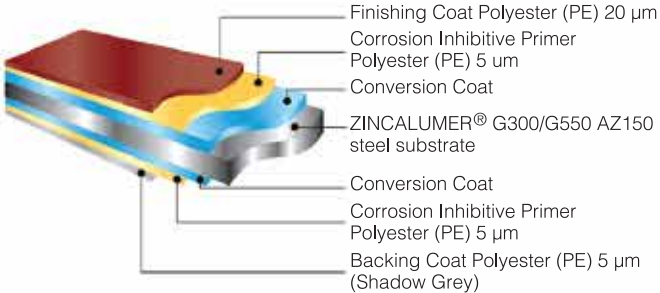 Finishing Coat Polyester (PE) 20 µm
Corrosion Inhibitive Primer
Polyester (PE) 5 um
Conversion Coat
ZINCALUMER® G300/G550 AZ150
steel substrate
Conversion Coat
Corrosion Inhibitive Primer
Polyester (PE) 5 µm
Backing Coat Polyester (PE) 5 µm
(Shadow Grey)